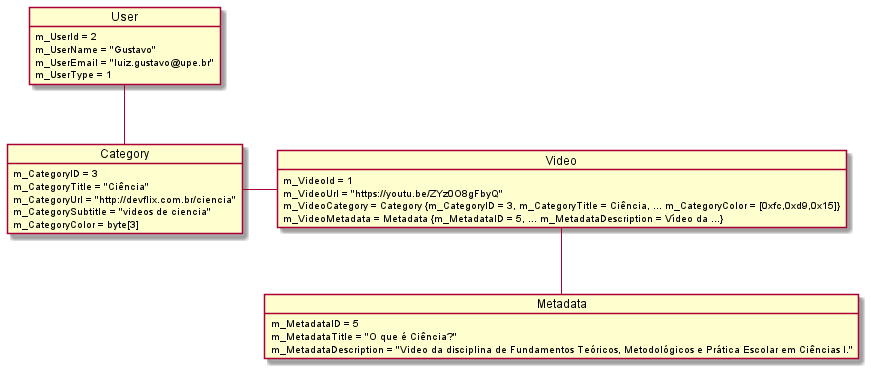 User
m_UserId = 2
m_UserName = "Gustavo"
m_UserEmail = "luiz.gustavo@upe.br"
m_UserType = 1
Category
m_CategoryID = 3
m_CategoryTitle = "Ciência"
m_CategoryUrl = "http://devflix.com.br/ciencia"
m_CategorySubtitle = "videos de ciencia"
m_CategoryColor = byte[3]
Video
m_VideoId = 1
m_VideoUrl = "https://youtu.be/ZYz0O8gFbyQ"
m_VideoCategory = Category {m_CategoryID = 3, m_CategoryTitle = Ciência, ... m_CategoryColor = [0xfc,0xd9,0x15]}
m_VideoMetadata = Metadata {m_MetadataID = 5, ... m_MetadataDescription = Vídeo da ...}
Metadata
m_MetadataID = 5
m_MetadataTitle = "O que é Ciência?"
m_MetadataDescription = "Video da disciplina de Fundamentos Teóricos, Metodológicos e Prática Escolar em Ciências I."